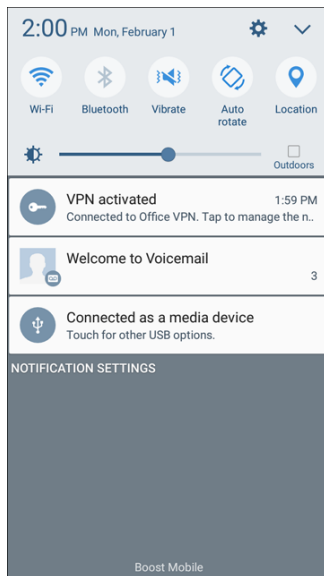 2:00 PM Mon, February 1
Wi-Fi
Bluetooth
Vibrate
Auto
rotate
Location
Outdoors
VPN activated 1:59 PM
Connected to Office VPN. Tap to manage the n..
Welcome to Voicemail
3
Connected as a media device
Touch for other USB options.
NOTIFICATION SETTINGS
Boost Mobile